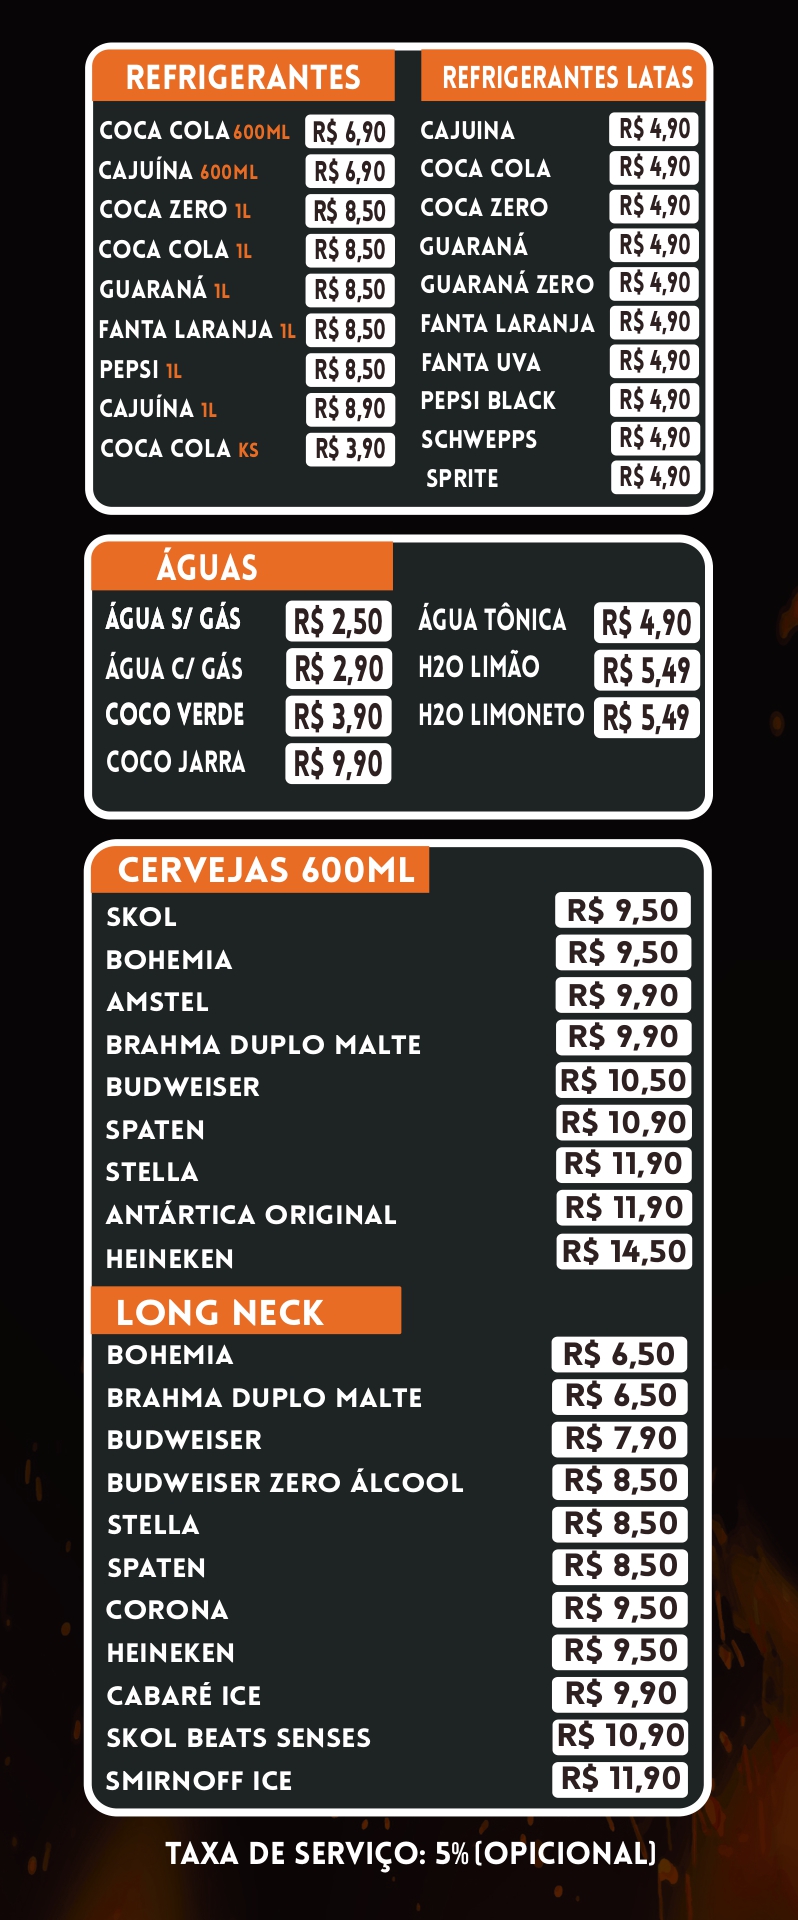 REFRIGERANTES
COCA COLA 600ML R$ 6,90
CAJUÍNA 600ML R$ 6,90
COCA ZERO 1L R$ 8,50
COCA COLA 1L R$ 8,50
GUARANÁ 1L R$ 8,50
FANTA LARANJA 1L R$ 8,50
PEPSI 1L R$ 8,50
CAJUÍNA 1L R$ 8,90
COCA COLA KS R$ 3,90
REFRIGERANTES LATAS
CAJUINA R$ 4,90
COCA COLA R$ 4,90
COCA ZERO R$ 4,90
GUARANÁ R$ 4,90
GUARANÁ ZERO R$ 4,90
FANTA LARANJA R$ 4,90
FANTA UVA R$ 4,90
PEPSI BLACK R$ 4,90
SCHWEPPS R$ 4,90
SPRITE R$ 4,90
ÁGUAS
ÁGUA S/ GÁS R$ 2,50
ÁGUA C/ GÁS R$ 2,90
COCO VERDE R$ 3,90
COCO JARRA R$ 9,90
ÁGUA TÔNICA R$ 4,90
H2O LIMÃO R$ 5,49
H2O LIMONETO R$ 5,49
CERVEJAS 600ML
SKOL R$ 9,50
BOHEMIA R$ 9,50
AMSTEL R$ 9,90
BRAHMA DUPLO MALTE R$ 9,90
BUDWEISER R$ 10,50
SPATEN R$ 10,90
STELLA R$ 11,90
ANTÁRTICA ORIGINAL R$ 11,90
HEINEKEN R$ 14,50
LONG NECK
BOHEMIA R$ 6,50
BRAHMA DUPLO MALTE R$ 6,50
BUDWEISER R$ 7,90
BUDWEISER ZERO ÁLCOOL R$ 8,50
STELLA R$ 8,50
SPATEN R$ 8,50
CORONA R$ 9,50
HEINEKEN R$ 9,50
CABARÉ ICE R$ 9,90
SKOL BEATS SENSES R$ 10,90
SMIRNOFF ICE R$ 11,90
TAXA DE SERVIÇO: 5% (OPICIONAL)